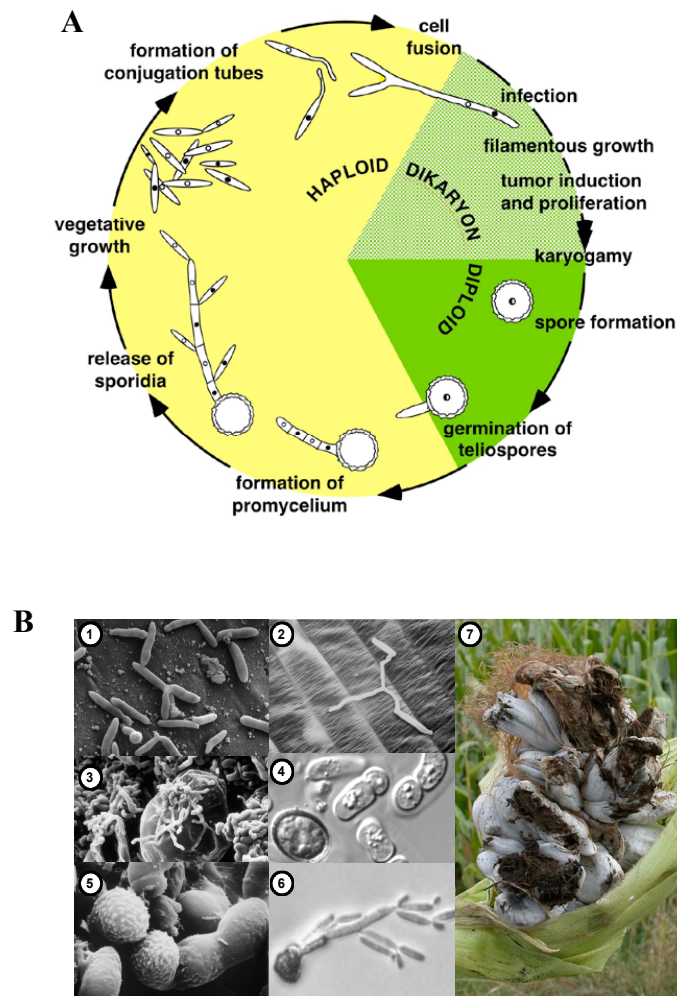 A
cell
fusion
formation of
conjugation tubes
infection
filamentous growth
tumor induction
and proliferation
HAPLOID
DIKARYON
DIPLOID
vegetative
growth
karyogamy
spore formation
release of
sporidia
germination of
teliospores
formation of
promycelium
B
1
2
7
3
4
5
6